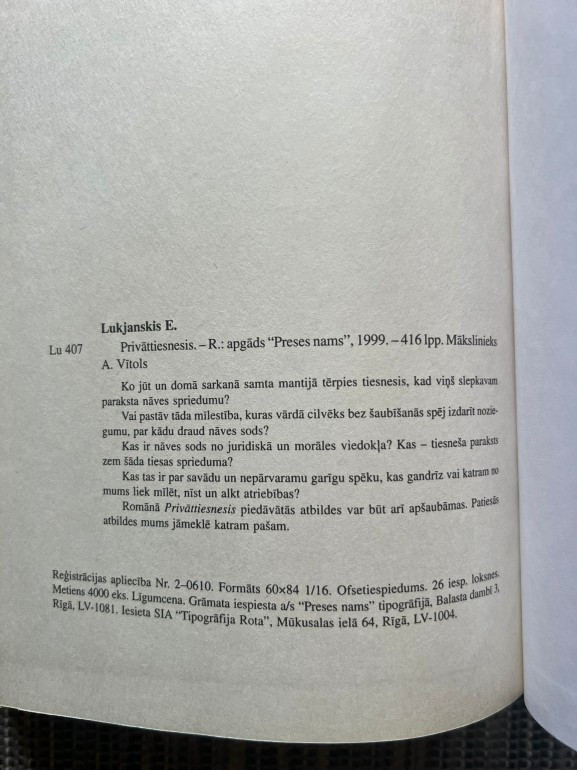 Lukjanskis E.
Lu 407 Privāttiesnesis. – R.: apgāds “Preses nams”, 1999. – 416 lpp. Mākslinieks
A. Vītols
Ko jūt un domā sarkanā samta mantijā tērpies tiesnesis, kad viņš slepkavam
paraksta nāves spriedumu?
Vai pastāv tāda mīlestība, kuras vārdā cilvēks bez šaubīšanās spēj izdarīt nozie-
gumu, par kādu draud nāves sods?
Kas ir nāves sods no juridiskā un morāles viedokļa? Kas – tiesneša paraksts
zem šāda tiesas sprieduma?
Kas tas ir par savādu un nepārvaramu garīgu spēku, kas gandrīz vai katram no
mums liek mīlēt, nīst un alkt atriebības?
Romānā Privāttiesnesis piedāvātās atbildes var būt arī apšaubāmas. Patiesās
atbildes mums jāmeklē katram pašam.
Reģistrācijas apliecība Nr. 2–0610. Formāts 60×84 1/16. Ofsetiespiedums. 26 iesp. loksnes.
Metiens 4000 eks. Līgumcena. Grāmata iespiesta a/s “Preses nams” tipogrāfijā, Balasta dambī 3,
Rīgā, LV-1081. Iesieta SIA “Tipogrāfija Rota”, Mūkusalas ielā 64, Rīgā, LV-1004.